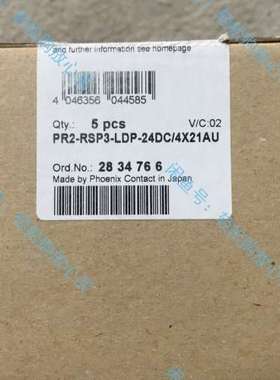 and further information see homepage
4 046356 044585
Qty.: 5 pcs V/C:02
PR2-RSP3-LDP-24DC/4X21AU
Ord.No.: 28 34 76 6
Made by Phoenix Contact in Japan